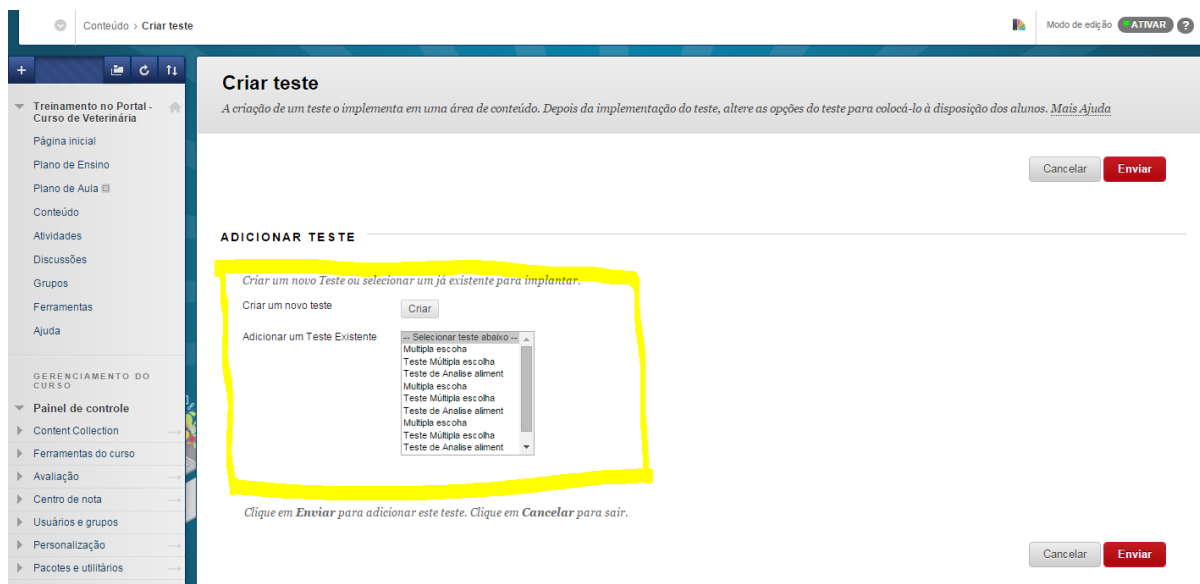 Conteúdo > Criar teste
Modo de edição ATIVAR ?
+
Treinamento no Portal -
Curso de Veterinária
Página inicial
Plano de Ensino
Plano de Aula
Conteúdo
Atividades
Discussões
Grupos
Ferramentas
Ajuda
GERENCIAMENTO DO
CURSO
Painel de controle
Content Collection
Ferramentas do curso
Avaliação
Centro de nota
Usuários e grupos
Personalização
Pacotes e utilitários
Criar teste
A criação de um teste o implementa em uma área de conteúdo. Depois da implementação do teste, altere as opções do teste para colocá-lo à disposição dos alunos. Mais Ajuda
Cancelar Enviar
ADICIONAR TESTE
Criar um novo Teste ou selecionar um já existente para implantar.
Criar um novo teste Criar
Adicionar um Teste Existente -- Selecionar teste abaixo --
Multipla escoha
Teste Múltipla escolha
Teste de Analise aliment
Multipla escoha
Teste Múltipla escolha
Teste de Analise aliment
Multipla escoha
Teste Múltipla escolha
Teste de Analise aliment
Clique em Enviar para adicionar este teste. Clique em Cancelar para sair.
Cancelar Enviar